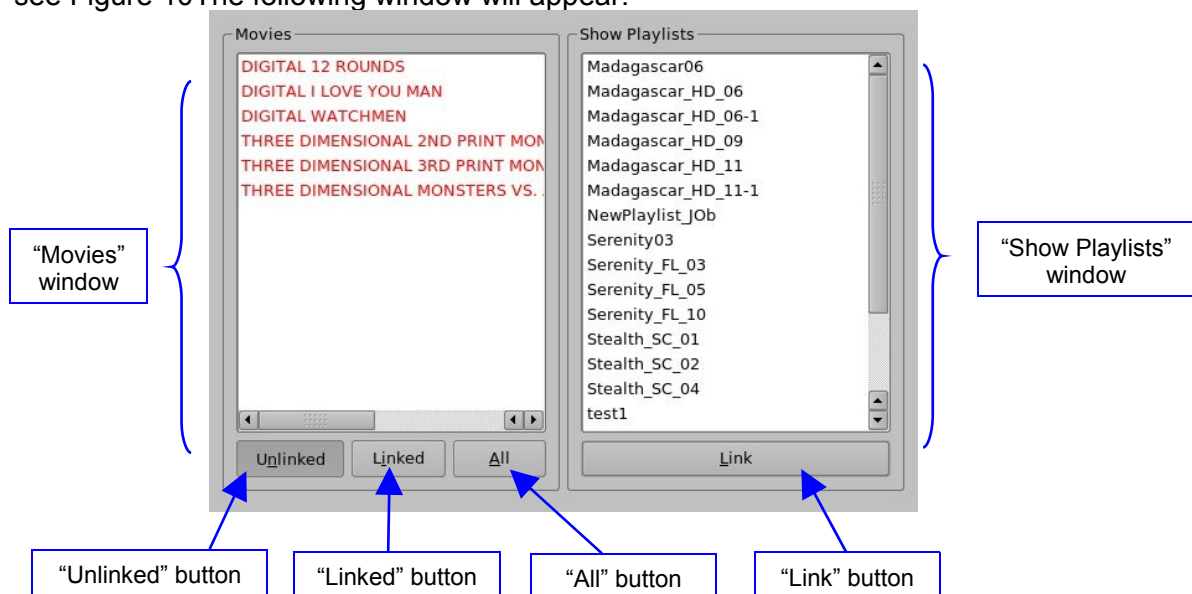 see Figure 10The following window will appear:
Movies
DIGITAL 12 ROUNDS
DIGITAL I LOVE YOU MAN
DIGITAL WATCHMEN
THREE DIMENSIONAL 2ND PRINT MON
THREE DIMENSIONAL 3RD PRINT MON
THREE DIMENSIONAL MONSTERS VS. .
Unlinked
Linked
All
Show Playlists
Madagascar06
Madagascar_HD_06
Madagascar_HD_06-1
Madagascar_HD_09
Madagascar_HD_11
Madagascar_HD_11-1
NewPlaylist_JOb
Serenity03
Serenity_FL_03
Serenity_FL_05
Serenity_FL_10
Stealth_SC_01
Stealth_SC_02
Stealth_SC_04
test1
Link
“Movies”
window
“Show Playlists”
window
“Unlinked” button
“Linked” button
“All” button
“Link” button